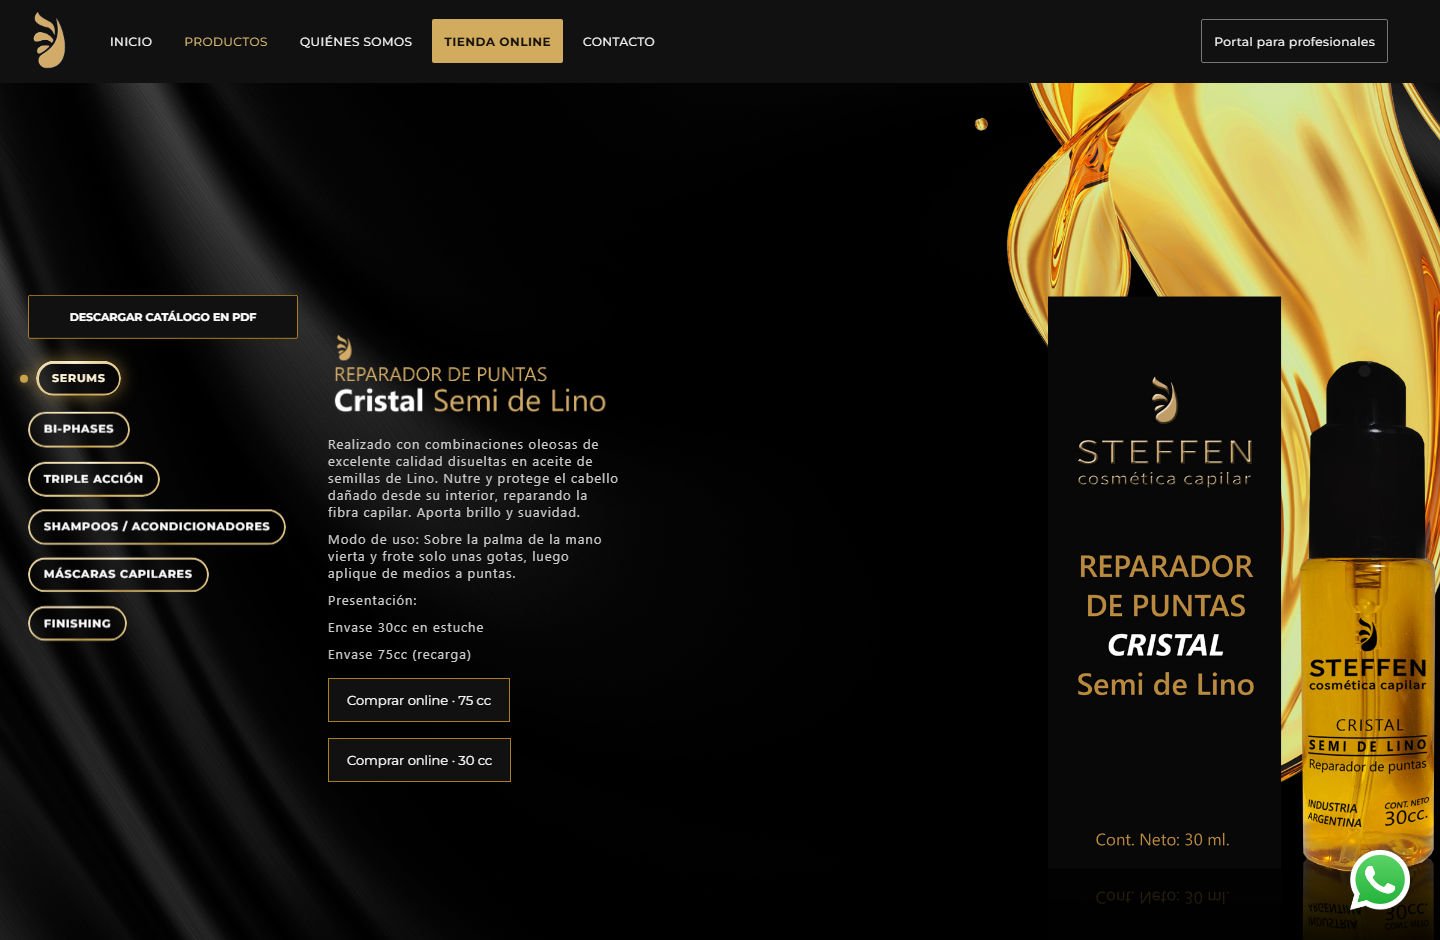 INICIO
PRODUCTOS
QUIÉNES SOMOS
TIENDA ONLINE
CONTACTO
Portal para profesionales
DESCARGAR CATÁLOGO EN PDF
SERUMS
BI-PHASES
TRIPLE ACCIÓN
SHAMPOOS / ACONDICIONADORES
MÁSCARAS CAPILARES
FINISHING
REPARADOR DE PUNTAS
Cristal Semi de Lino
Realizado con combinaciones oleosas de
excelente calidad disueltas en aceite de
semillas de Lino. Nutre y protege el cabello
dañado desde su interior, reparando la
fibra capilar. Aporta brillo y suavidad.
Modo de uso: Sobre la palma de la mano
vierta y frote solo unas gotas, luego
aplique de medios a puntas.
Presentación:
Envase 30cc en estuche
Envase 75cc (recarga)
Comprar online · 75 cc
Comprar online · 30 cc
STEFFEN
cosmética capilar
REPARADOR
DE PUNTAS
CRISTAL
Semi de Lino
Cont. Neto: 30 ml.
STEFFEN
cosmética capilar
CRISTAL
SEMI DE LINO
Reparador de puntas
INDUSTRIA
ARGENTINA
CONT. NETO
30cc.